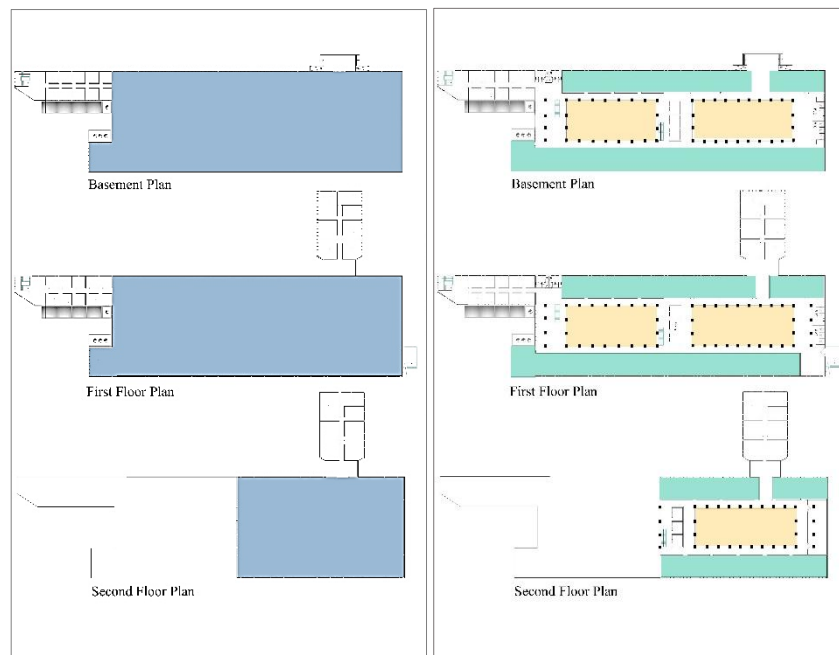 Basement Plan
First Floor Plan
Second Floor Plan
Basement Plan
First Floor Plan
Second Floor Plan